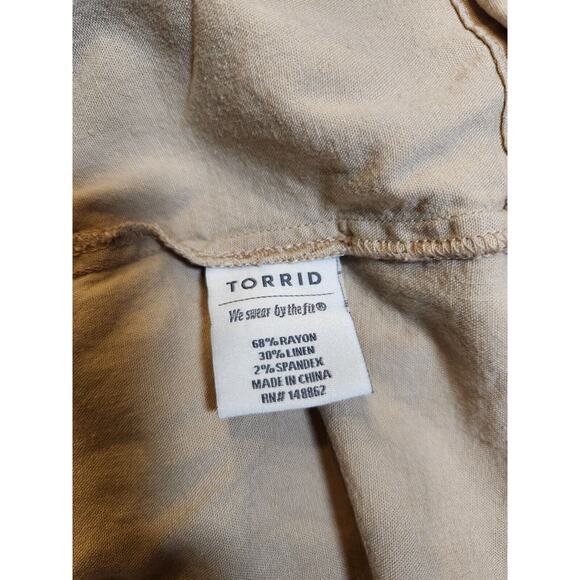 TORRID
We swear by the fit®
68% RAYON
30% LINEN
2% SPANDEX
MADE IN CHINA
RN# 148862